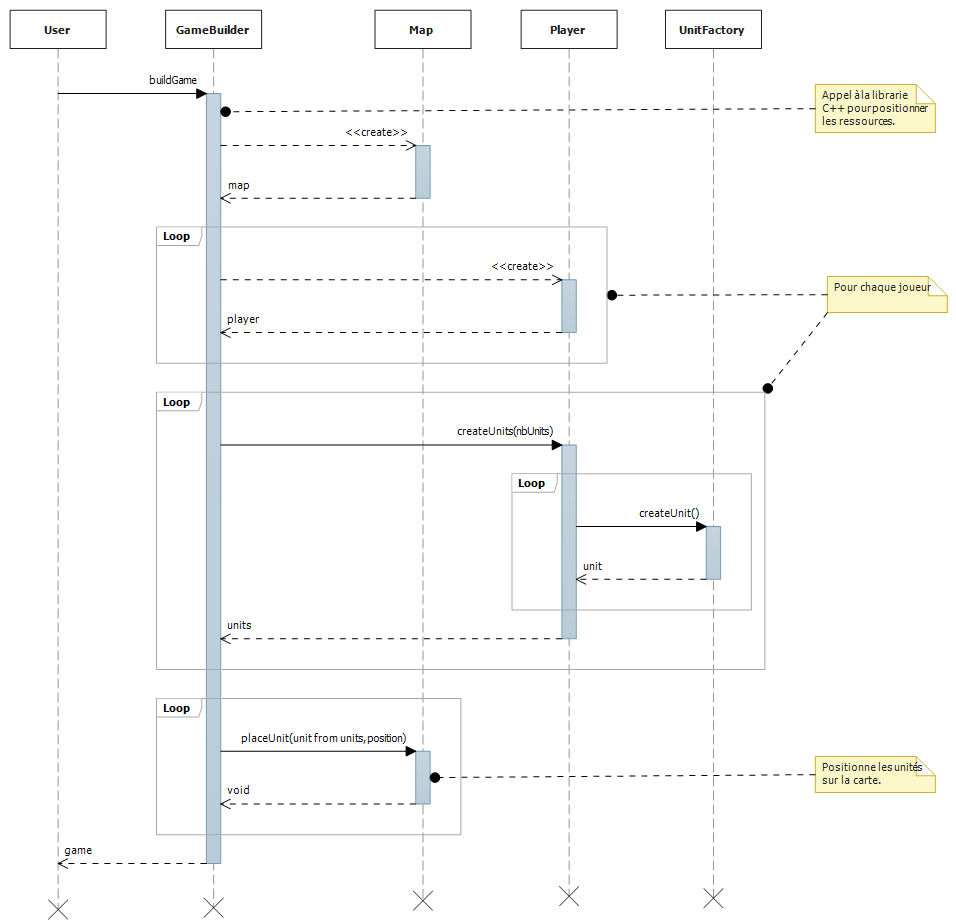 User
GameBuilder
Map
Player
UnitFactory
buildGame
Appel à la librarie
C++ pour positionner
les ressources.
<<create>>
map
Loop
<<create>>
Pour chaque joueur
player
Loop
createUnits(nbUnits)
Loop
createUnit()
unit
units
Loop
placeUnit(unit from units, position)
Positionne les unités
sur la carte.
void
game